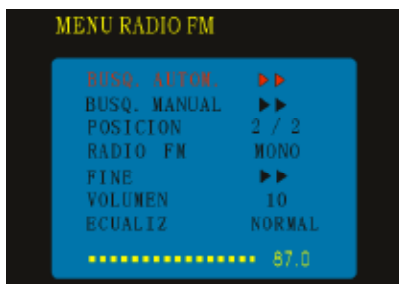 MENU RADIO FM
BUSQ. AUTOM. ▶▶
BUSQ. MANUAL ▶▶
POSICION 2 / 2
RADIO FM MONO
FINE ▶▶
VOLUMEN 10
ECUALIZ NORMAL
87.0